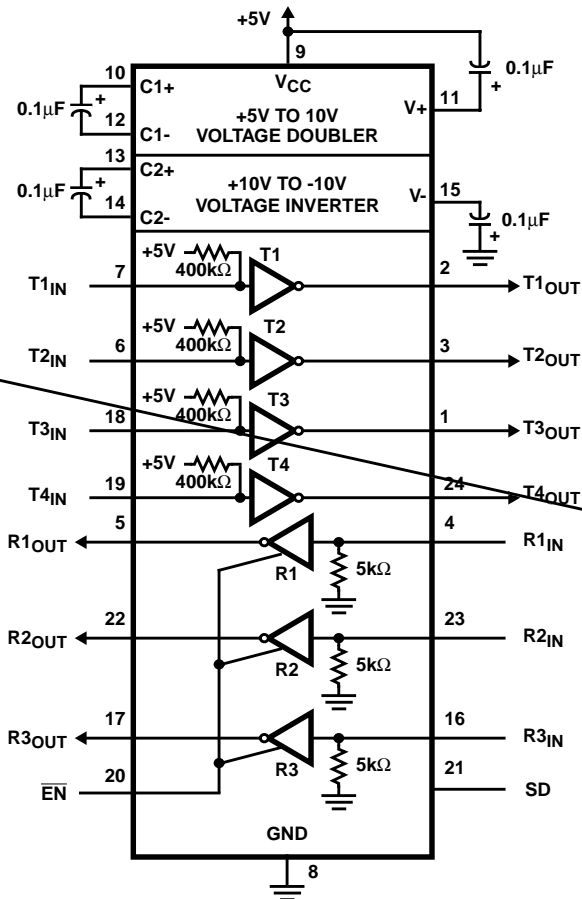 +5V
9
VCC
10
C1+
0.1μF
+
12
C1-
+5V TO 10V
VOLTAGE DOUBLER
V+
11
0.1μF
+
13
C2+
0.1μF
+
14
C2-
+10V TO -10V
VOLTAGE INVERTER
V-
15
0.1μF
+
+5V
400kΩ
T1
T1IN
7
2
T1OUT
+5V
400kΩ
T2
T2IN
6
3
T2OUT
+5V
400kΩ
T3
T3IN
18
1
T3OUT
+5V
400kΩ
T4
T4IN
19
24
T4OUT
R1OUT
5
R1
4
R1IN
5kΩ
R2OUT
22
R2
23
R2IN
5kΩ
R3OUT
17
R3
16
R3IN
5kΩ
EN
20
21
SD
GND
8